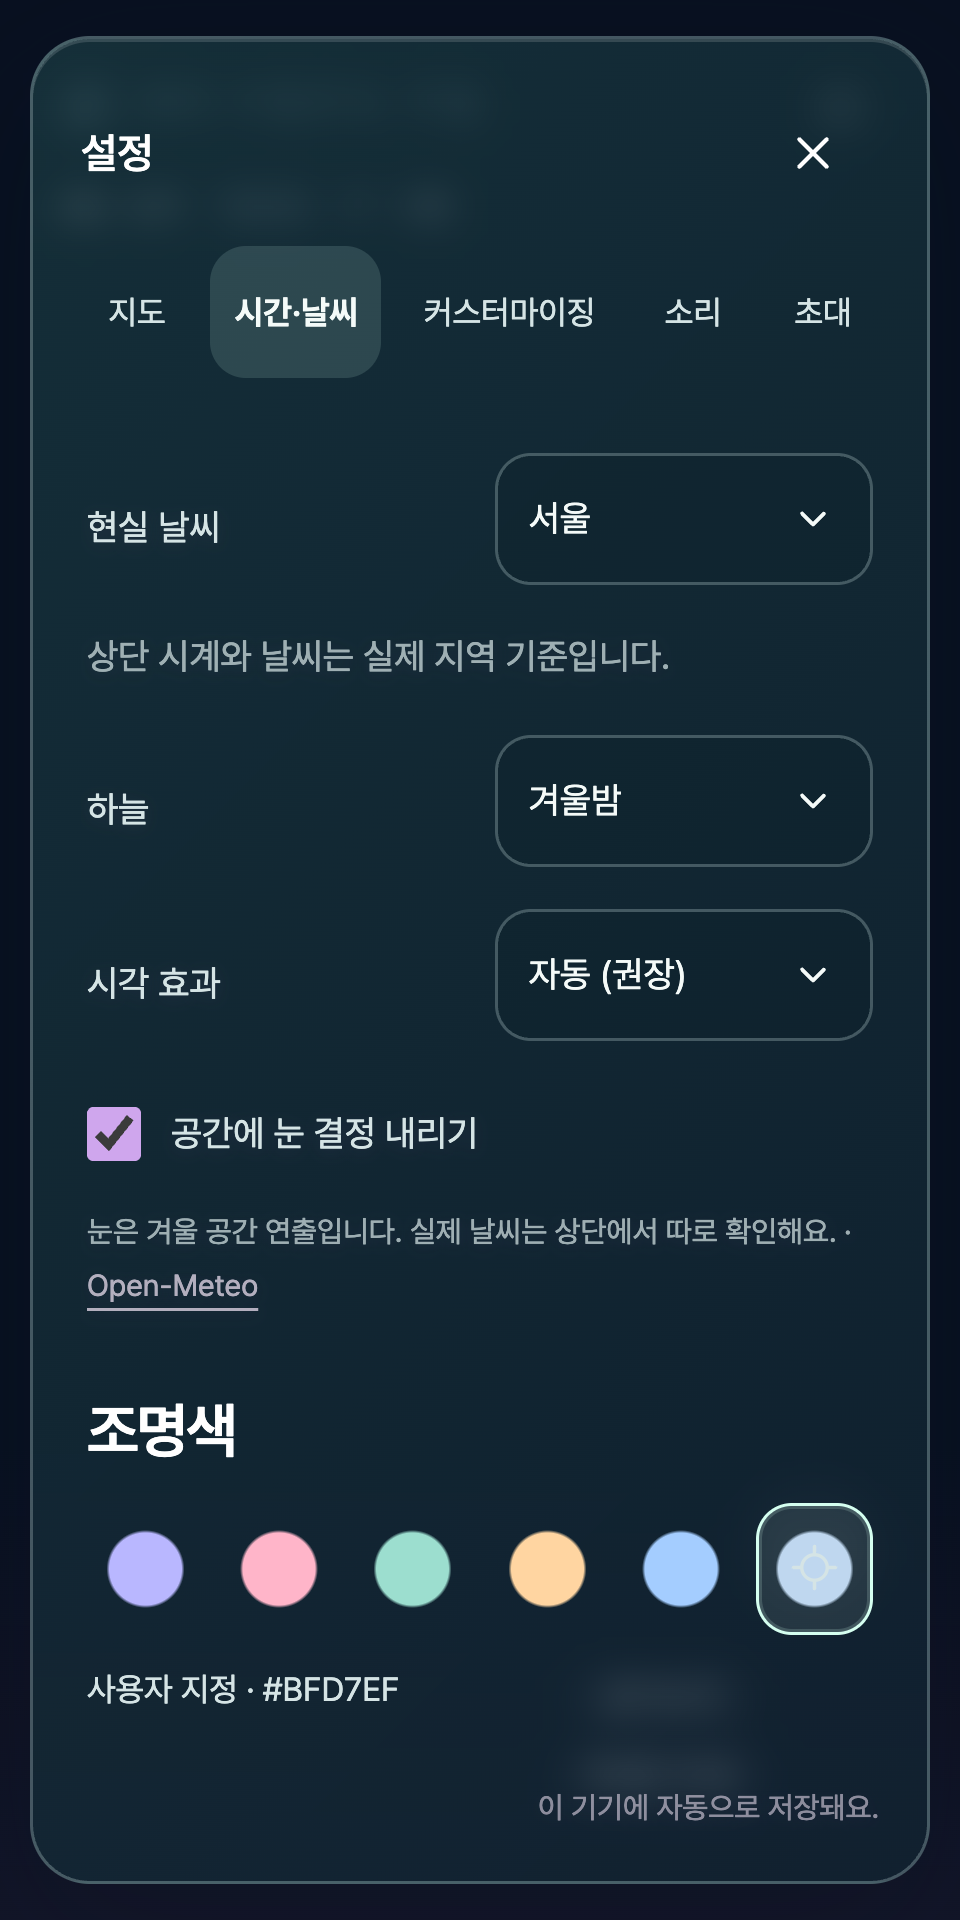 설정
지도 시간·날씨 커스터마이징 소리 초대
현실 날씨 서울
상단 시계와 날씨는 실제 지역 기준입니다.
하늘 겨울밤
시각 효과 자동 (권장)
공간에 눈 결정 내리기
눈은 겨울 공간 연출입니다. 실제 날씨는 상단에서 따로 확인해요. ·
Open-Meteo
조명색
사용자 지정 · #BFD7EF
이 기기에 자동으로 저장돼요.